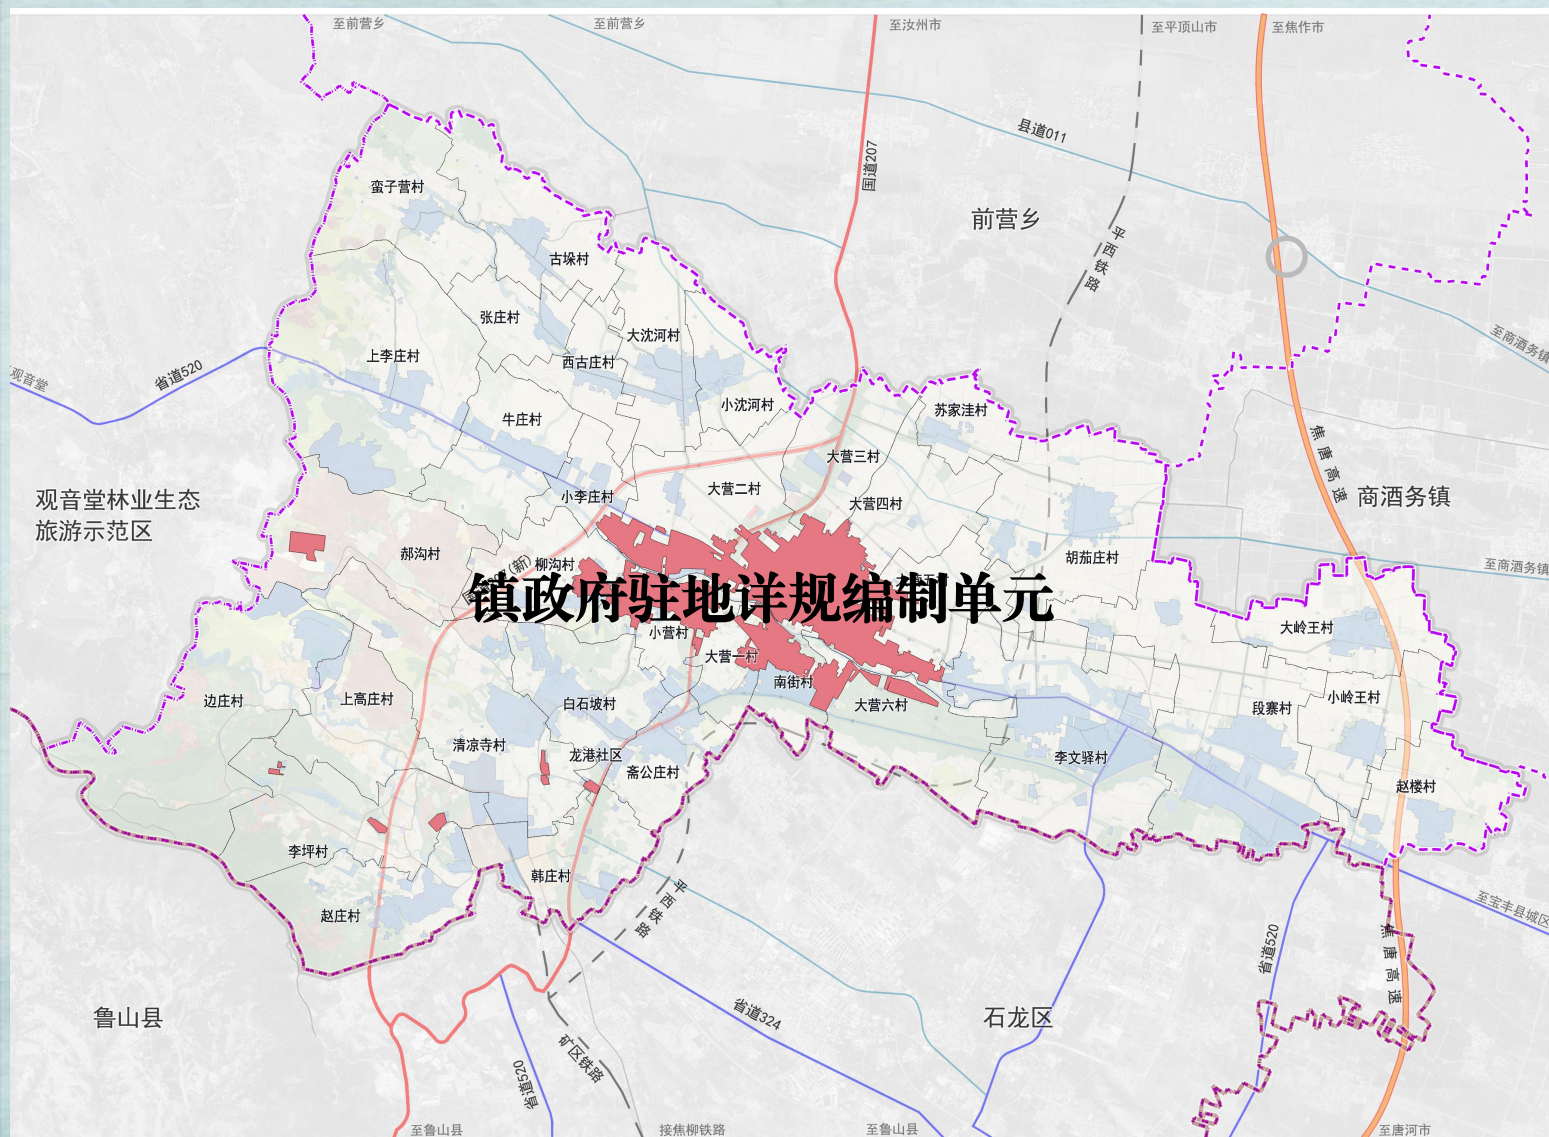 至前营乡
至前营乡
至汝州市
至平顶山市
至焦作市
县道011
国道207
蛮子营村
前营乡
平西铁路
古垛村
张庄村
大沈河村
至商酒务镇
上李庄村
西古庄村
省道520
观音堂
小沈河村
苏家洼村
牛庄村
大营三村
焦唐高速
大营二村
小李庄村
大营四村
商酒务镇
观音堂林业生态
旅游示范区
郝沟村
(新)
柳沟村
胡茄庄村
至商酒务镇
镇政府驻地详规编制单元
小营村
大岭王村
大营一村
南街村
边庄村
上高庄村
白石坡村
大营六村
段寨村
小岭王村
清凉寺村
龙港社区
斋公庄村
李文驿村
赵楼村
李坪村
韩庄村
赵庄村
平西铁路
至宝丰县城区
省道520
焦唐高速
鲁山县
省道324
石龙区
矿区铁路
省道520
至鲁山县
接焦柳铁路
至鲁山县
至唐河市